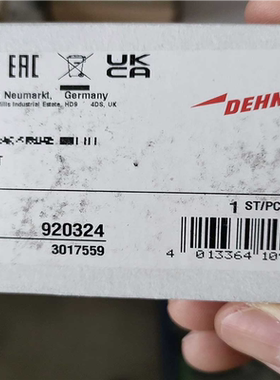 EAC UK CA
Neumarkt, Germany
Mills Industrial Estate, HD9 4DS, UK
DEHN
T
1 ST/PC
920324
3017559
4 013364 10